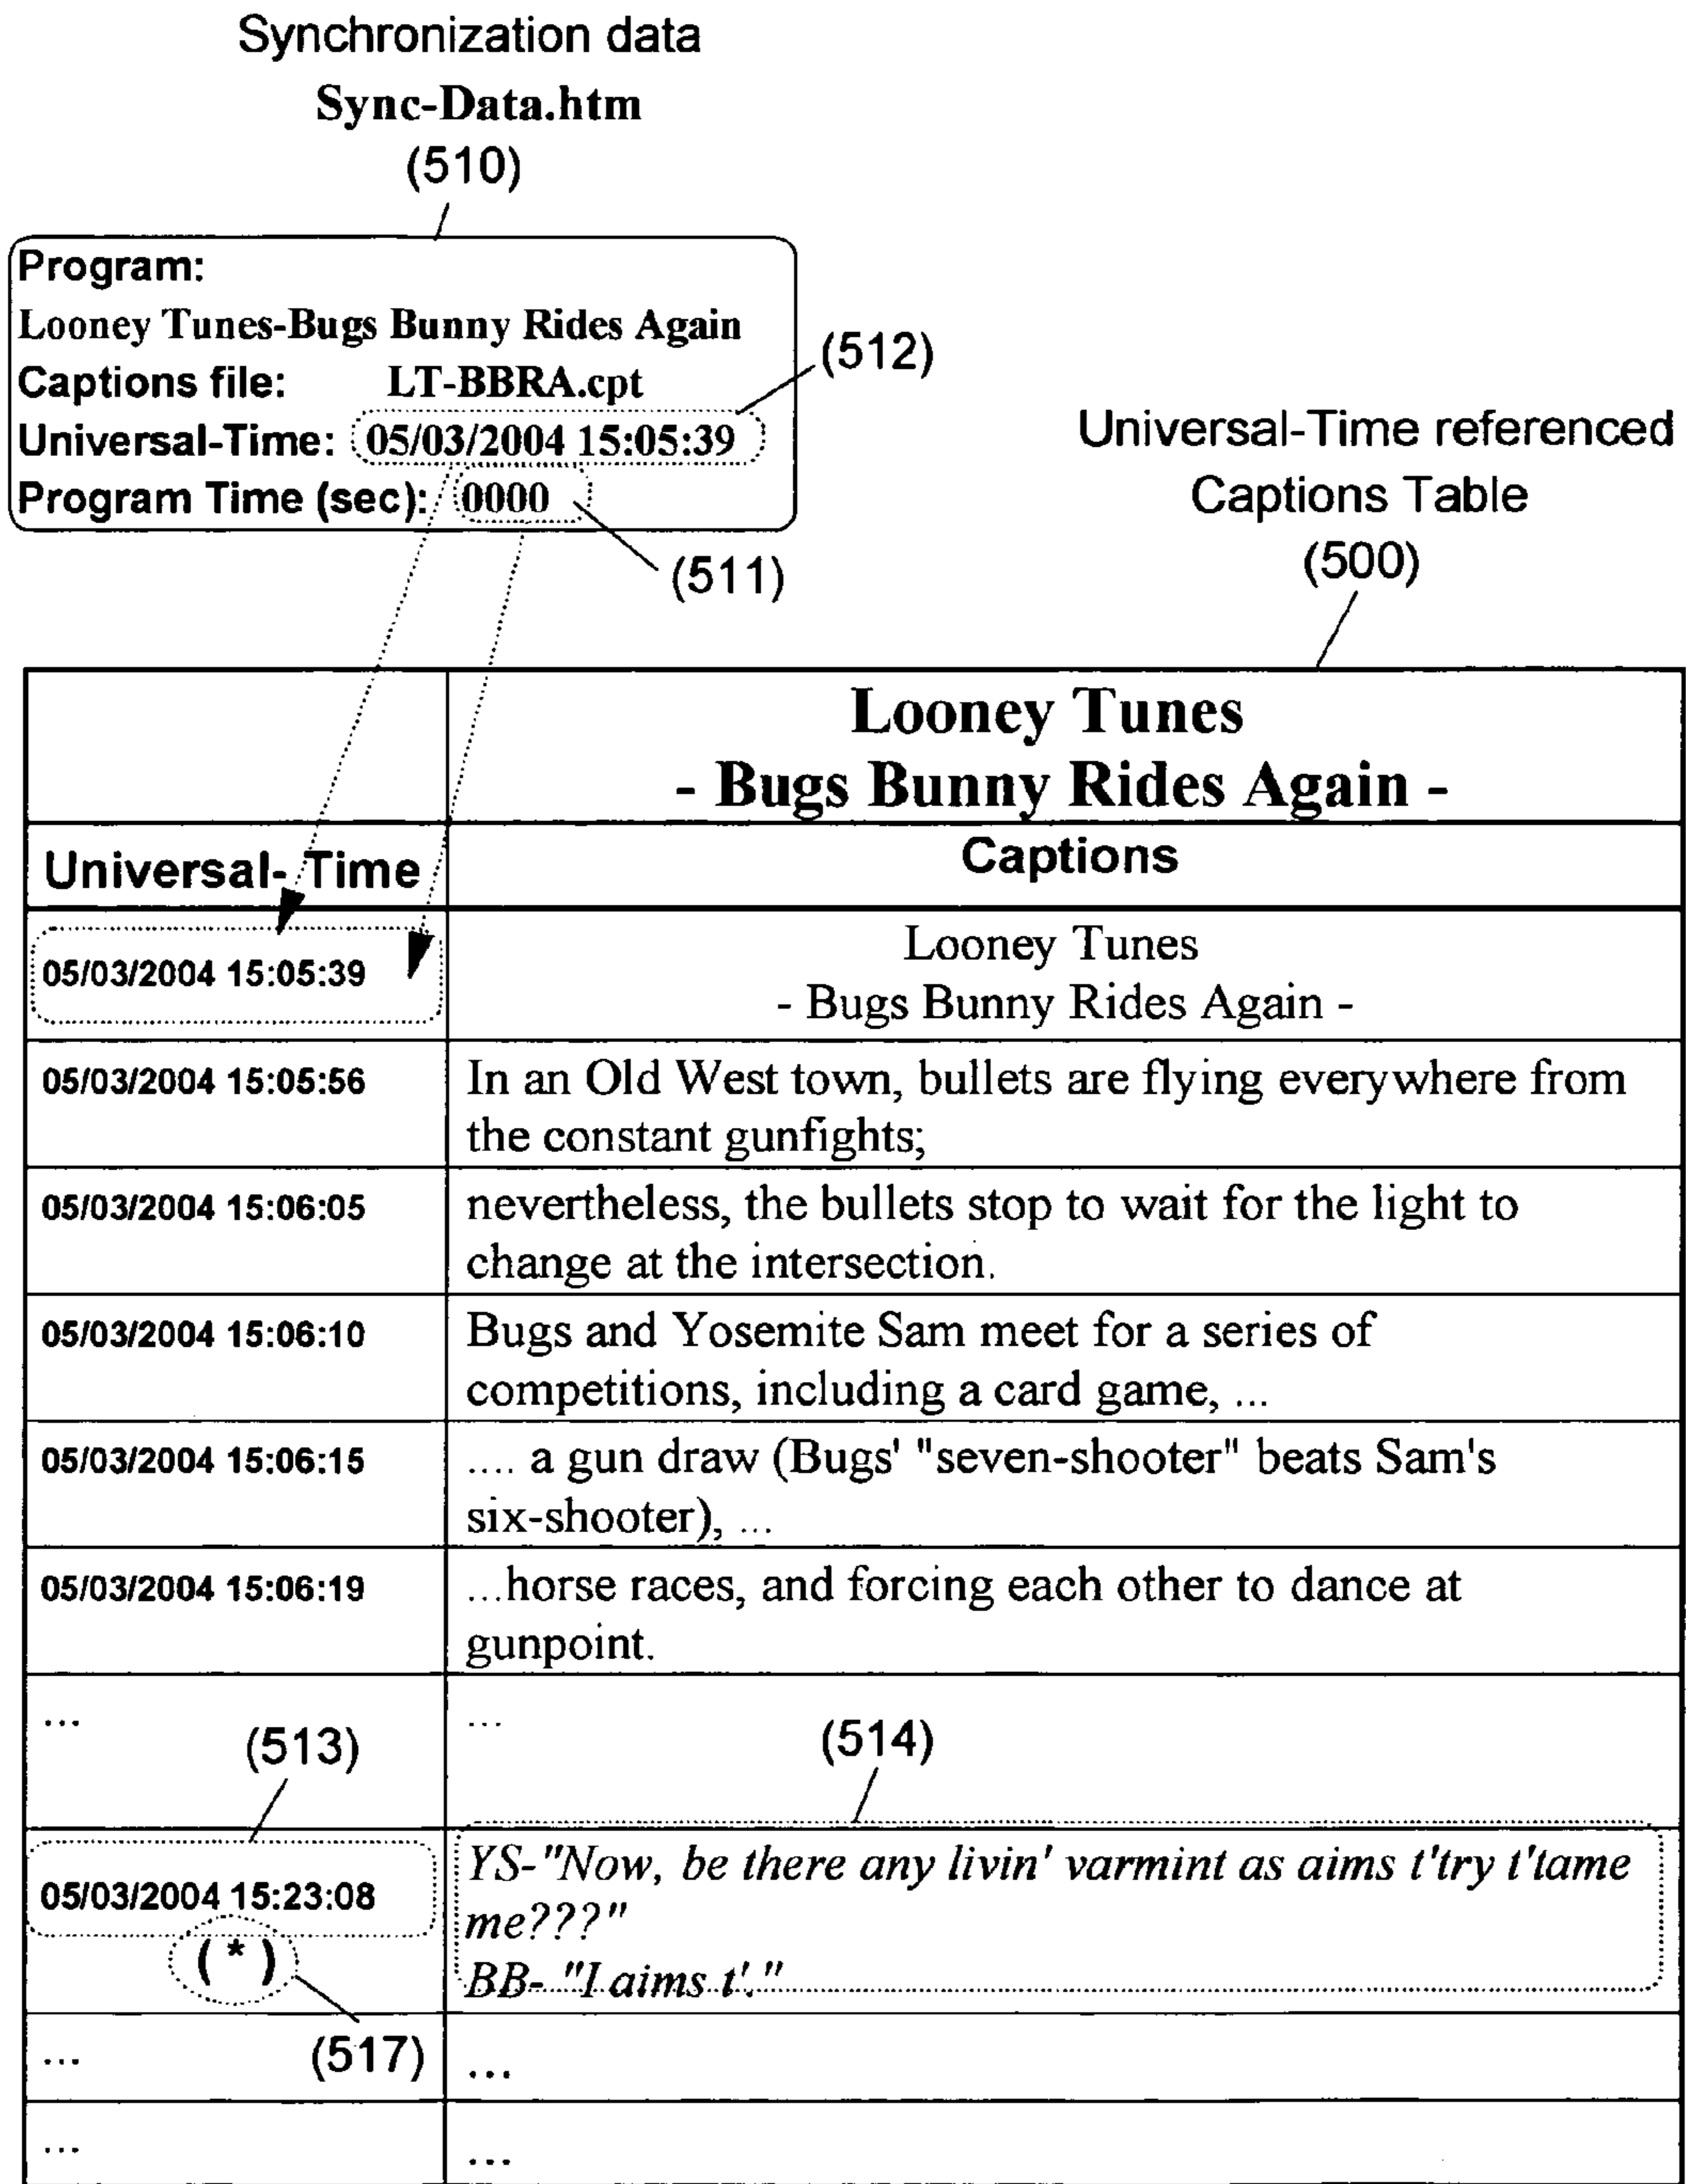 Synchronization data
Sync-Data.htm
(510)
Program:
Looney Tunes-Bugs Bunny Rides Again
Captions file: LT-BBRA.cpt
Universal-Time: 05/03/2004 15:05:39
Program Time (sec): 0000
(512)
(511)
Universal-Time referenced
Captions Table
(500)
Looney Tunes
- Bugs Bunny Rides Again -
Universal- Time
Captions
05/03/2004 15:05:39
Looney Tunes
- Bugs Bunny Rides Again -
05/03/2004 15:05:56
In an Old West town, bullets are flying everywhere from
the constant gunfights;
05/03/2004 15:06:05
nevertheless, the bullets stop to wait for the light to
change at the intersection.
05/03/2004 15:06:10
Bugs and Yosemite Sam meet for a series of
competitions, including a card game, ...
05/03/2004 15:06:15
.... a gun draw (Bugs' "seven-shooter" beats Sam's
six-shooter), ...
05/03/2004 15:06:19
...horse races, and forcing each other to dance at
gunpoint.
...
...
(513)
(514)
05/03/2004 15:23:08
( * )
YS-"Now, be there any livin' varmint as aims t'try t'tame
me???"
BB- "I aims t'."
...
(517)
...
...
...